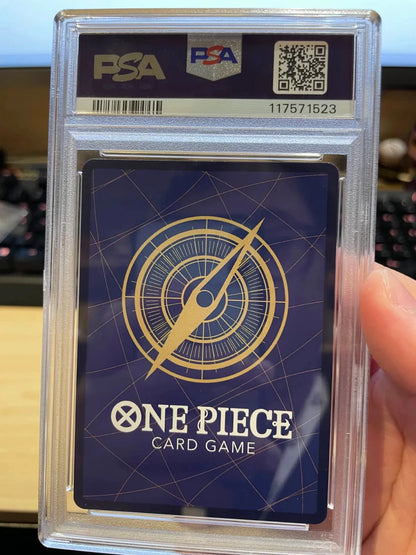 PSA
PSA
117571523
ONE PIECE
CARD GAME